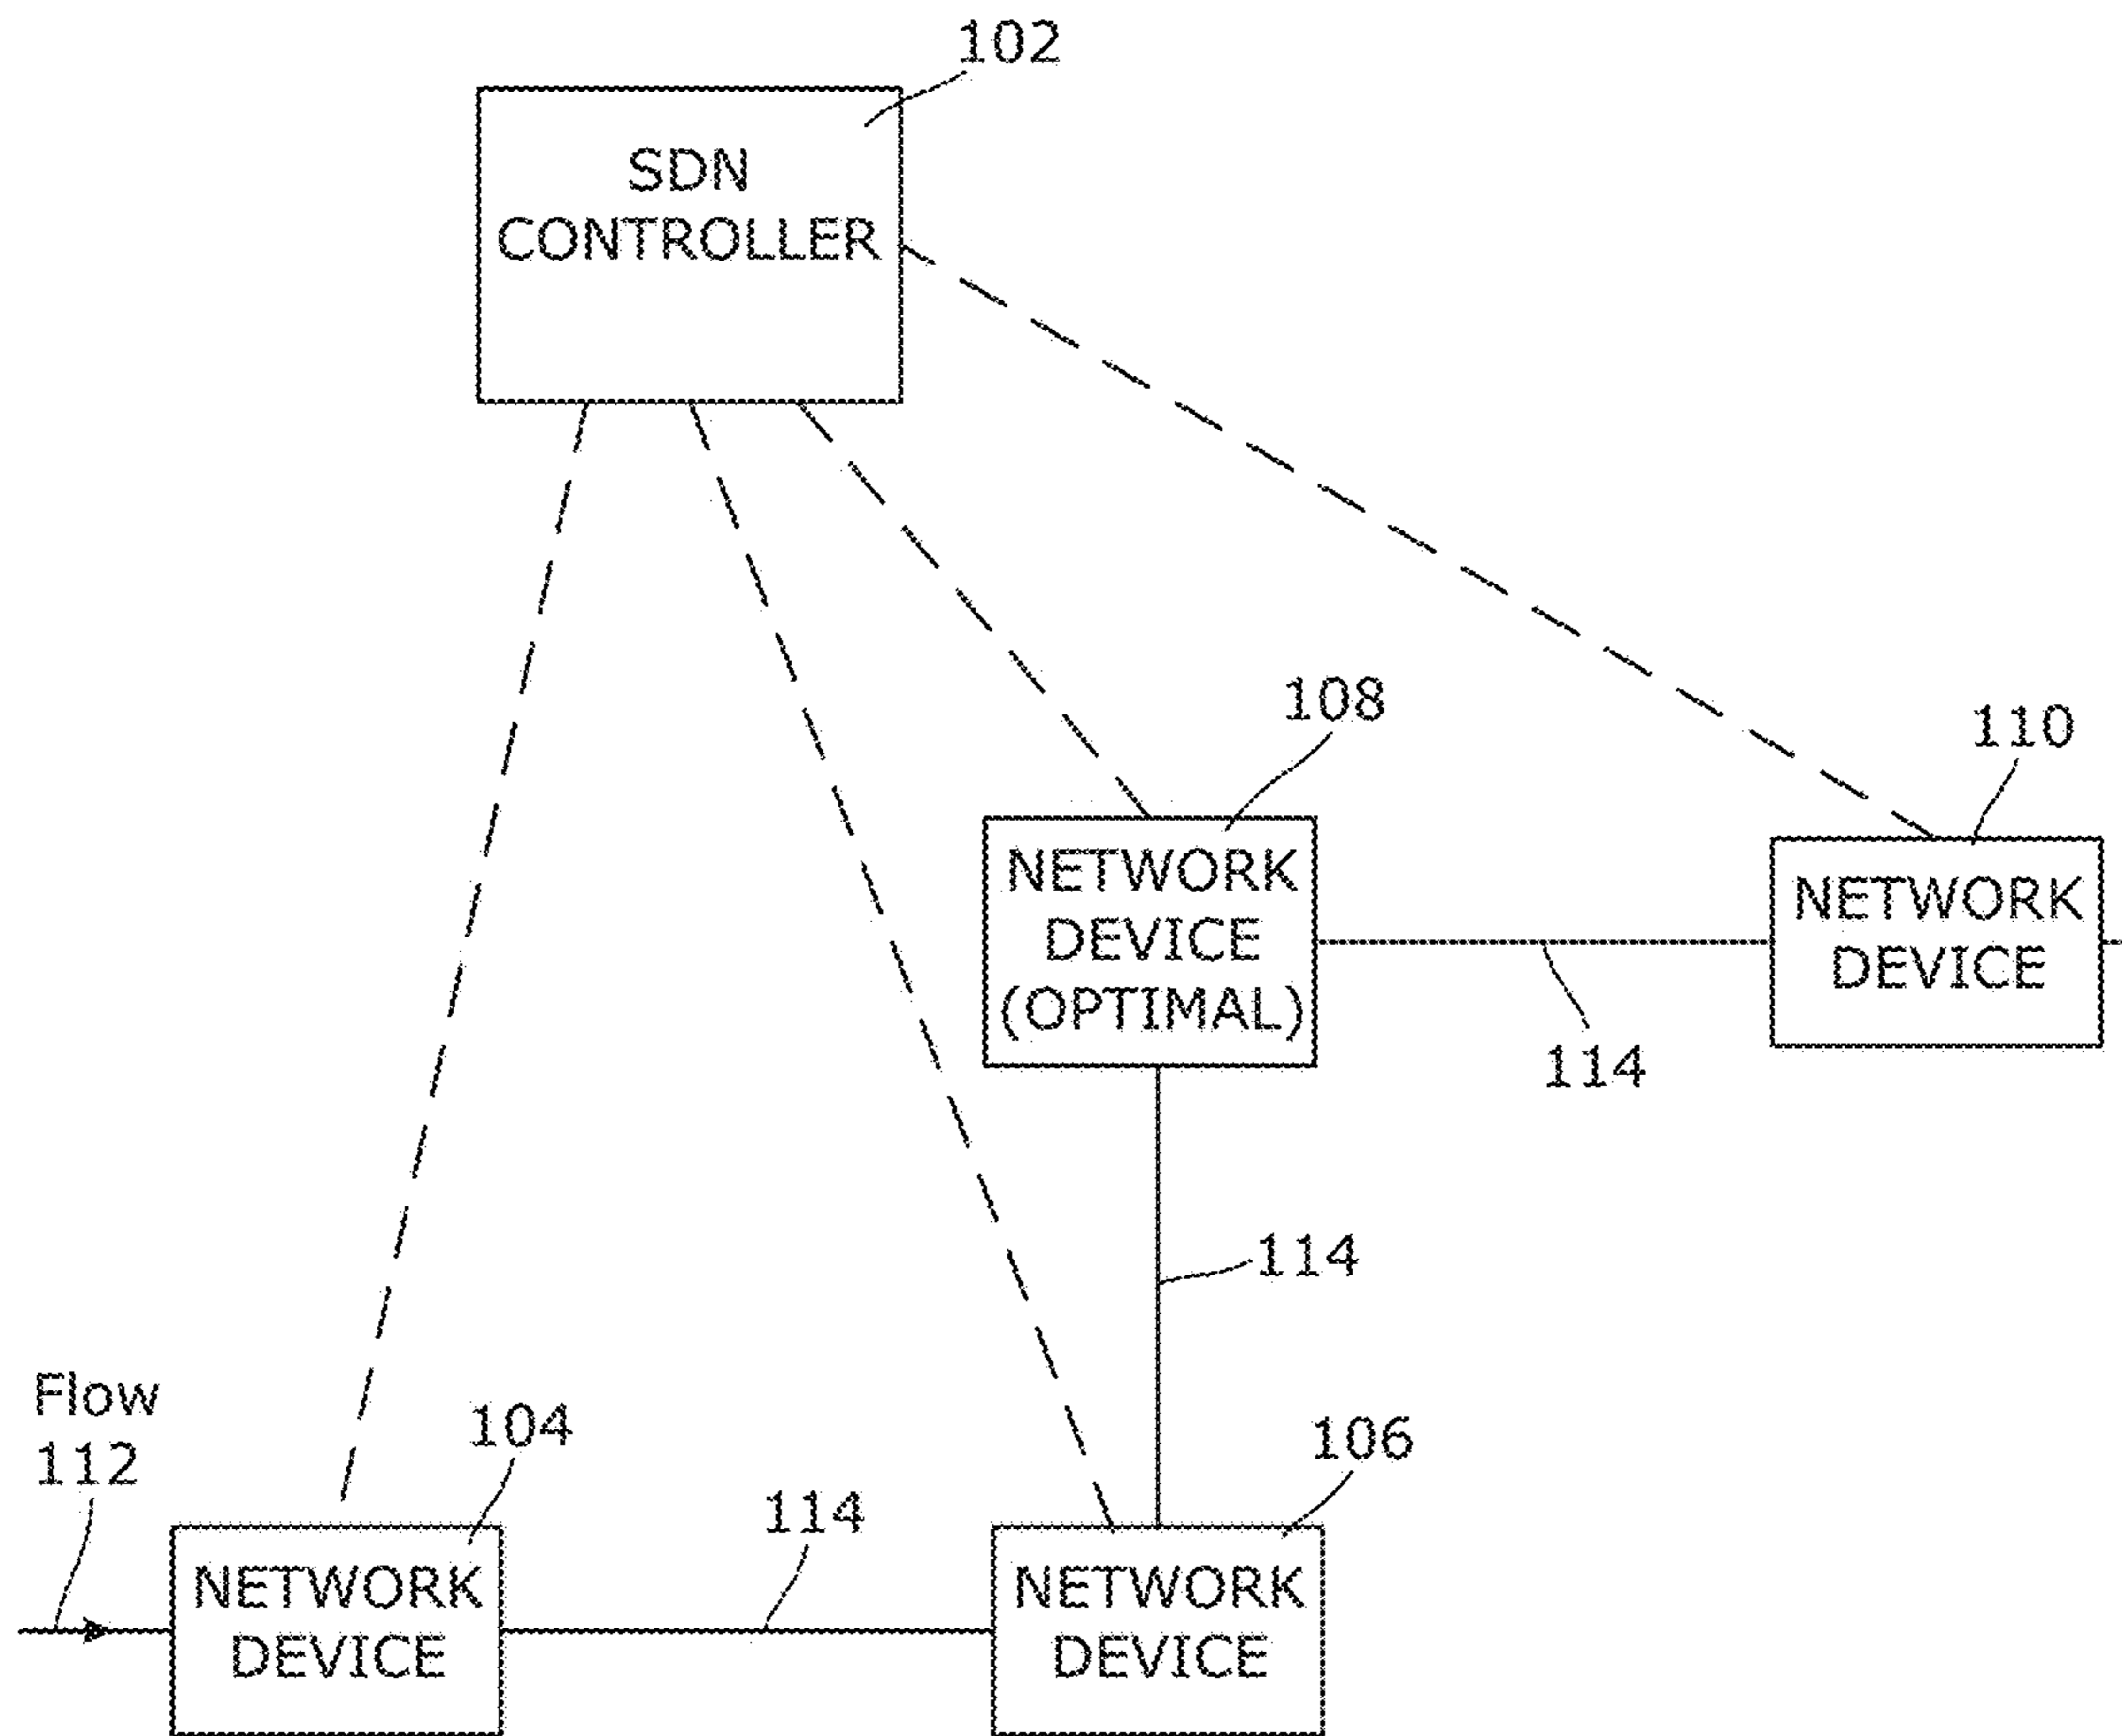 102
SDN
CONTROLLER
108
110
NETWORK
DEVICE
(OPTIMAL)
NETWORK
DEVICE
114
114
Flow
112
104
106
114
NETWORK
DEVICE
NETWORK
DEVICE